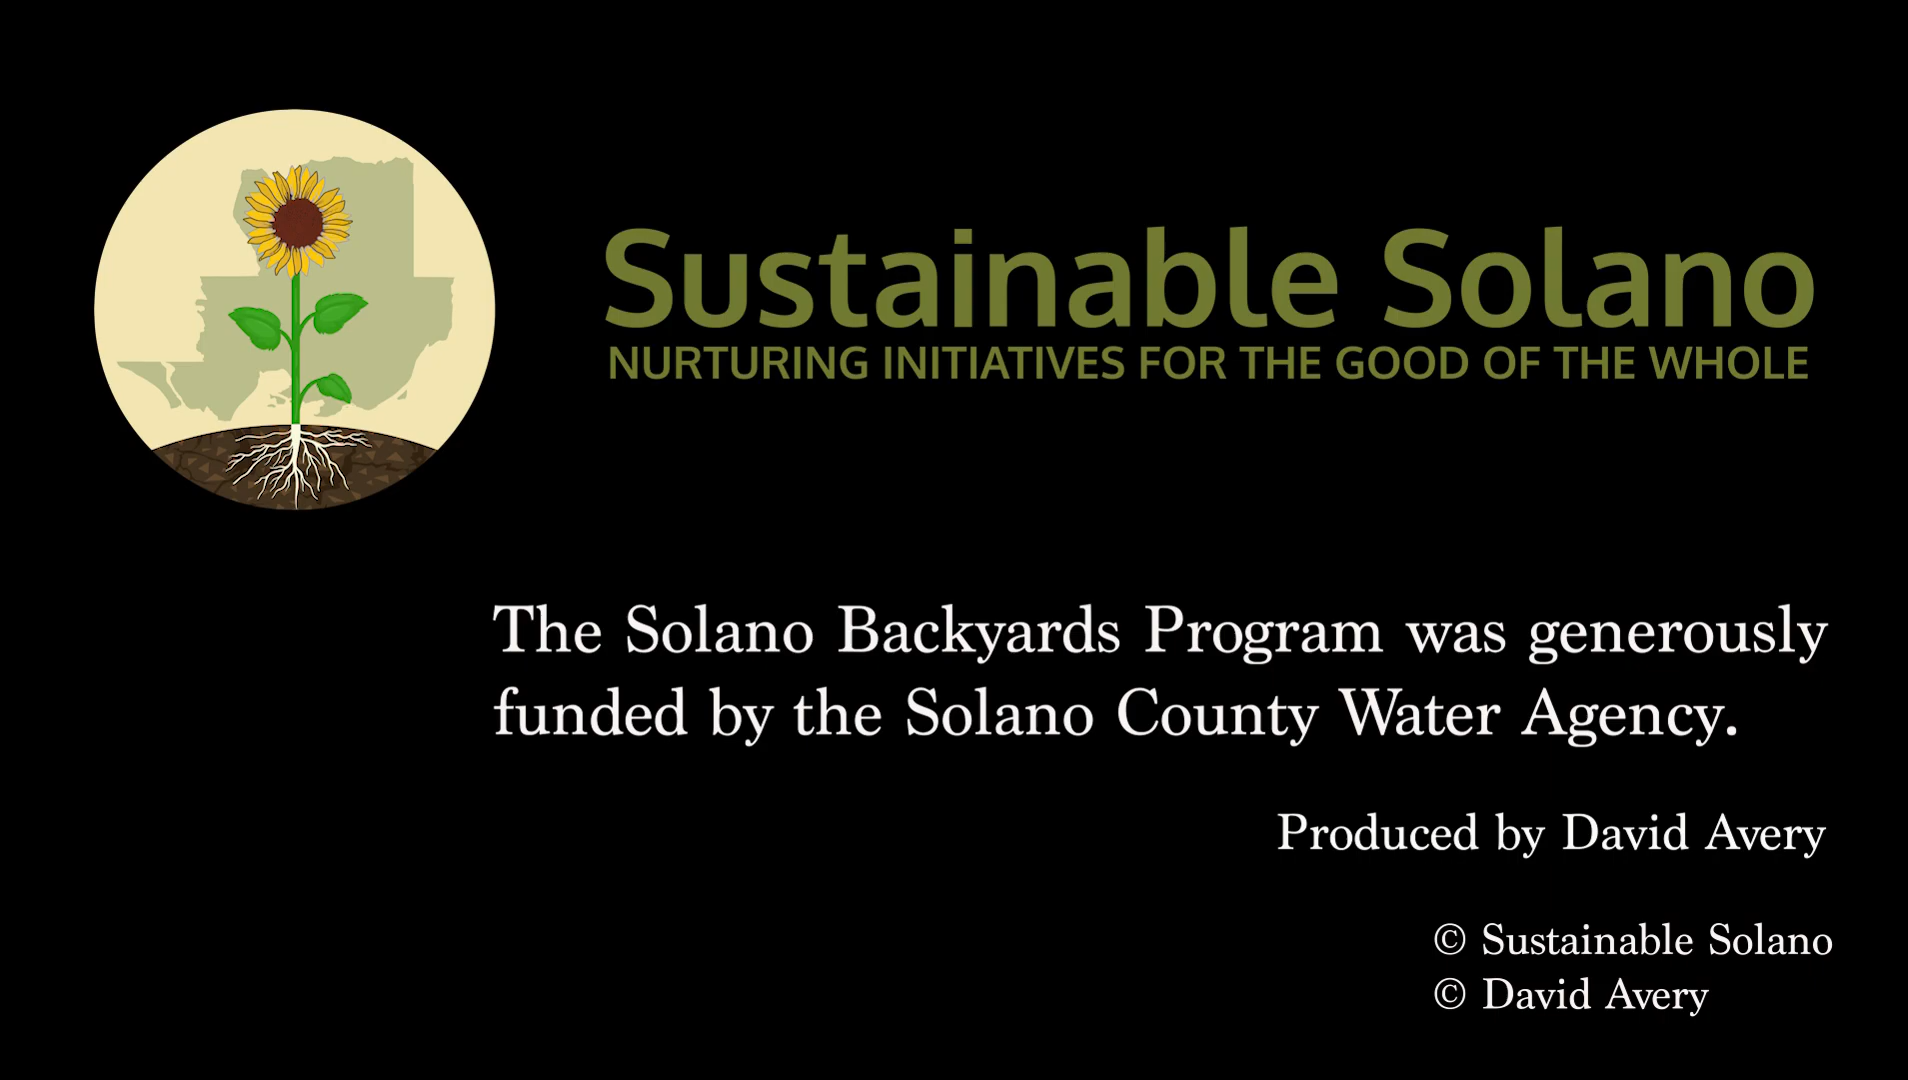 Sustainable Solano
NURTURING INITIATIVES FOR THE GOOD OF THE WHOLE
The Solano Backyards Program was generously
funded by the Solano County Water Agency.
Produced by David Avery
© Sustainable Solano
© David Avery